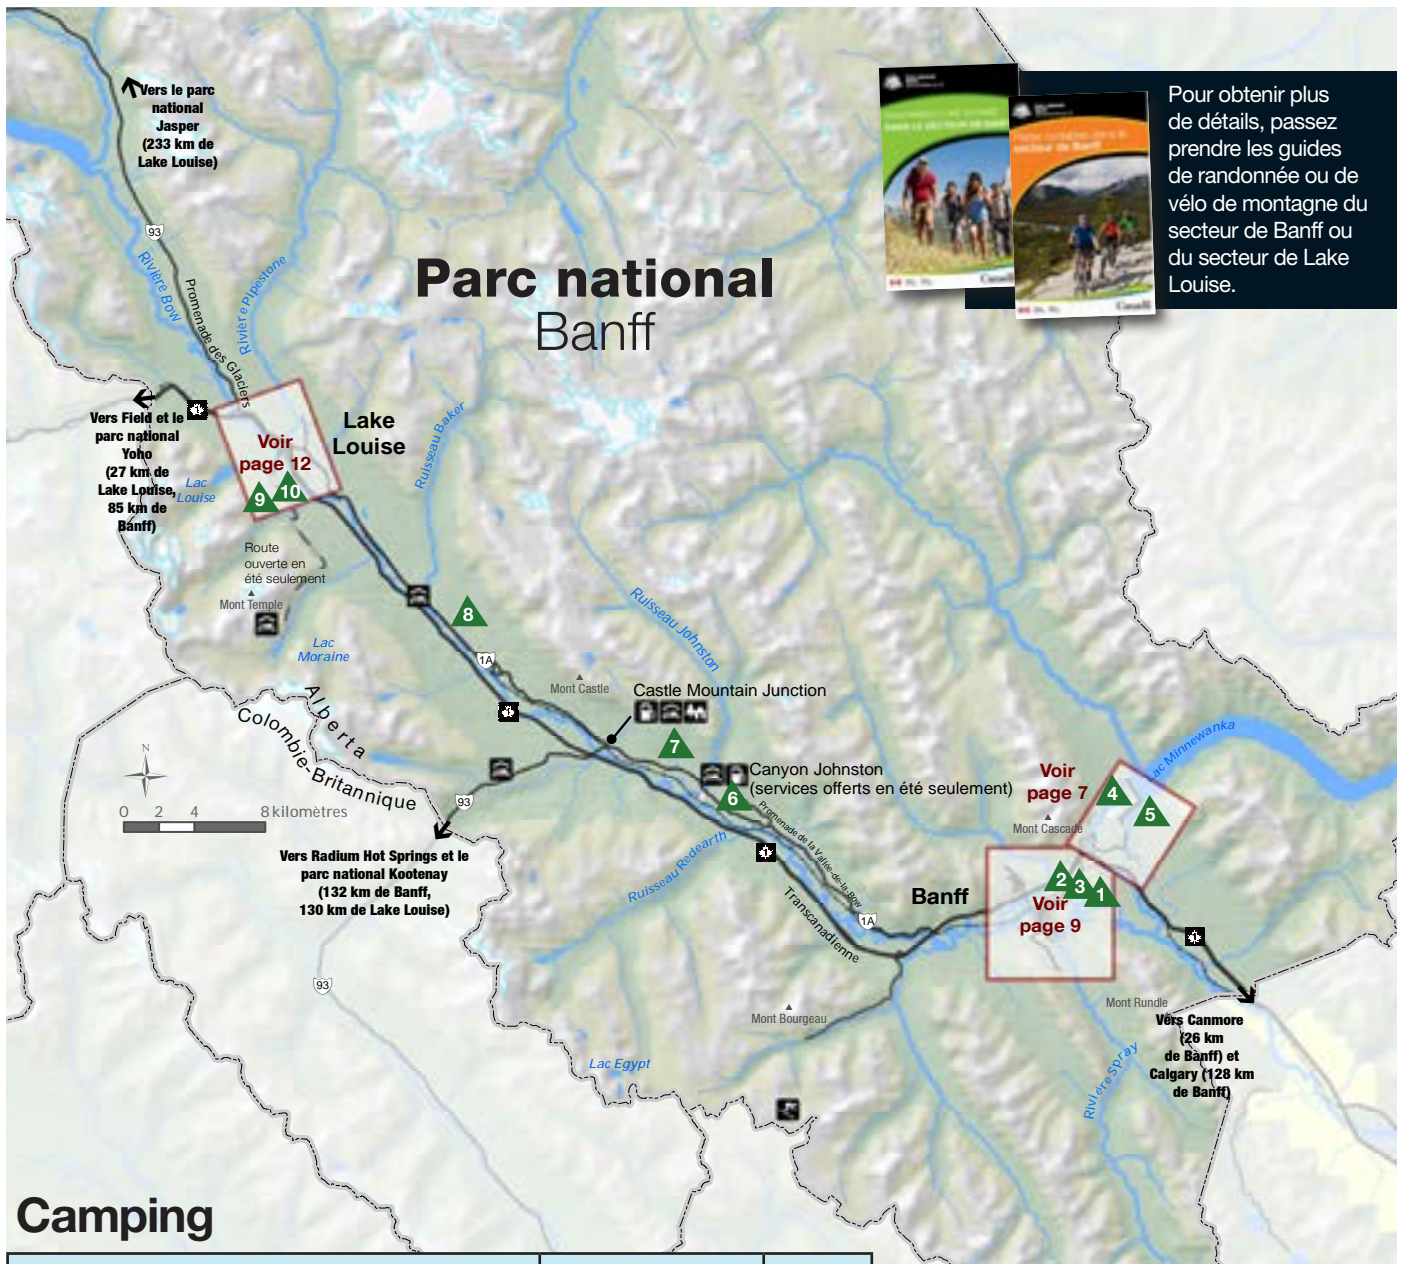 Vers le parc
national
Jasper
(233 km de
Lake Louise)
93
Rivière Bow
Promenade des Glaciers
Rivière Pipestone
Parc national
Banff
secteur de Banff
Canada
Pour obtenir plus
de détails, passez
prendre les guides
de randonnée ou de
vélo de montagne du
secteur de Banff ou
du secteur de Lake
Louise.
Vers Field et le
parc national
Yoho
(27 km de
Lake Louise,
85 km de
Banff)
1
Lake
Louise
Voir
page 12
9
10
Lac
Louise
Ruisseau Baker
Route
ouverte en
été seulement
Mont Temple
Lac
Moraine
8
1A
1
Ruisseau Johnston
Mont Castle
Castle Mountain Junction
7
Canyon Johnston
(services offerts en été seulement)
6
Alberta
Colombie-Britannique
N
0 2 4 8 kilomètres
93
Vers Radium Hot Springs et le
parc national Kootenay
(132 km de Banff,
130 km de Lake Louise)
93
Ruisseau Redearth
1
Promenade de la Vallée-de-la-Bow
Transcanadienne
1A
Banff
Lac Minnewanka
Voir
page 7
4
5
Mont Cascade
2
3
1
Voir
page 9
1
Mont Rundle
Vers Canmore
(26 km
de Banff) et
Calgary (128 km
de Banff)
Rivière Spray
Mont Bourgeau
Lac Egypt
Camping